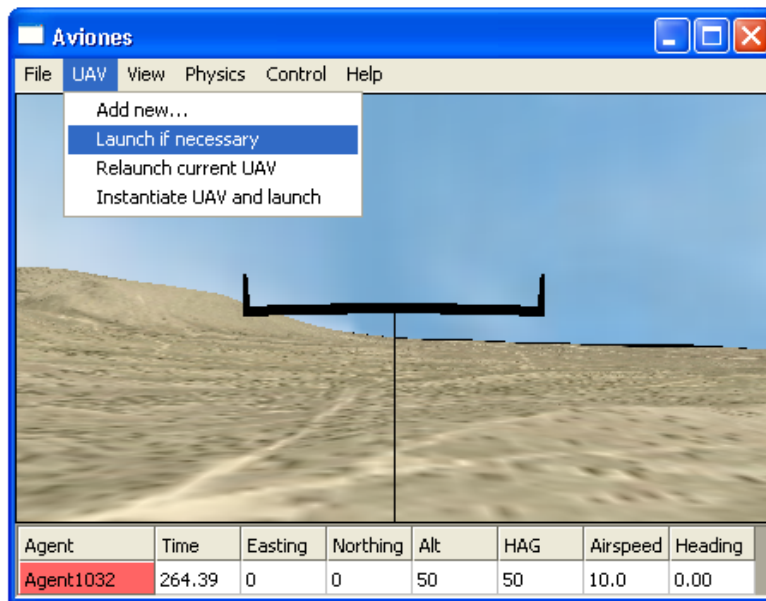 Aviones
File UAV View Physics Control Help
Add new...
Launch if necessary
Relaunch current UAV
Instantiate UAV and launch
Agent Time Easting Northing Alt HAG Airspeed Heading
Agent1032 264.39 0 0 50 50 10.0 0.00